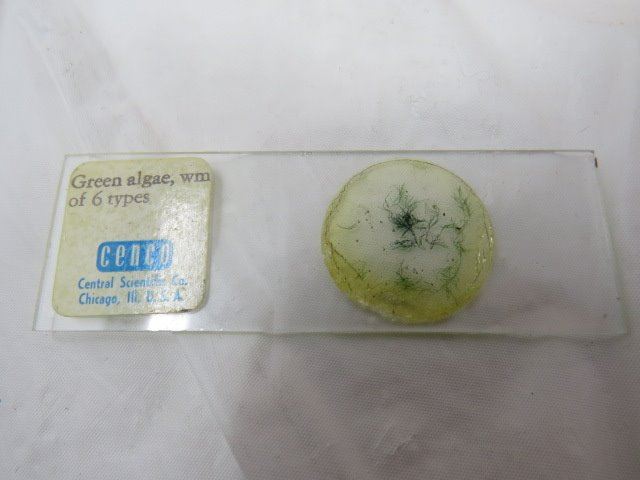 Green algae, wm
of 6 types
cenco
Central Scientific Co.
Chicago, Ill. U. S. A.